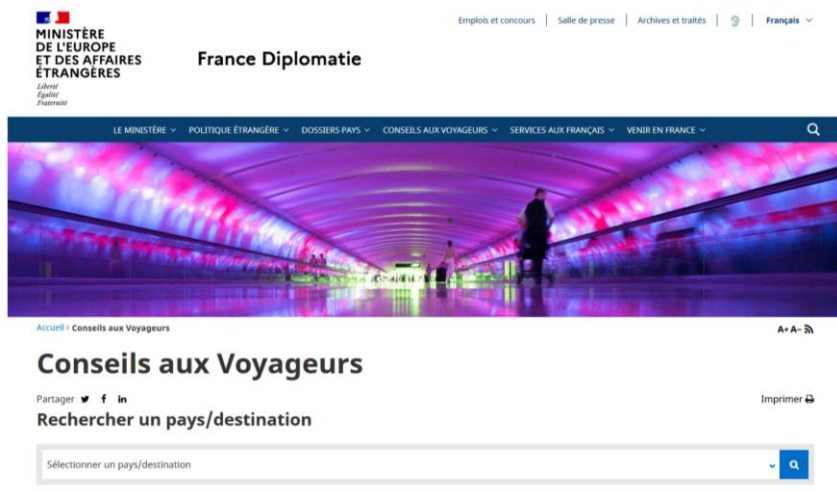 Emplois et concours | Salle de presse | Archives et traités | Français
MINISTÈRE
DE L'EUROPE
ET DES AFFAIRES
ÉTRANGÈRES
Liberté
Égalité
Fraternité
France Diplomatie
LE MINISTÈRE POLITIQUE ÉTRANGÈRE DOSSIERS PAYS CONSEILS AUX VOYAGEURS SERVICES AUX FRANÇAIS VENIR EN FRANCE
Accueil › Conseils aux Voyageurs A+ A-
Conseils aux Voyageurs
Partager Imprimer
Rechercher un pays/destination
Sélectionner un pays/destination